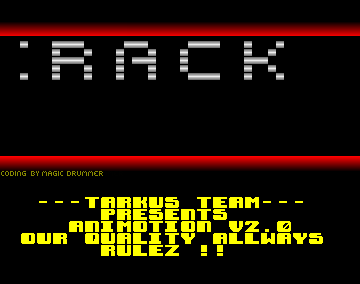 :RACK
CODING BY MAGIC DRUMMER
---TARKUS TEAM---
PRESENTS
ANIMOTION V2.0
OUR QUALITY ALLWAYS
RULEZ !!